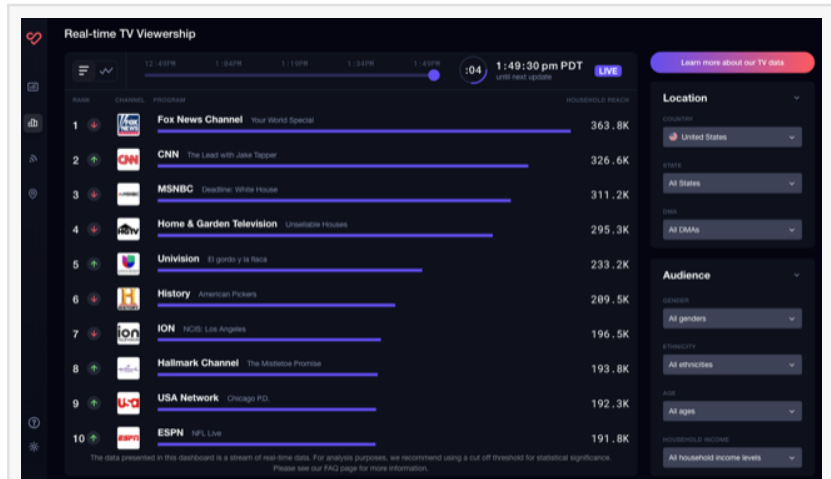 Real-time TV Viewership
12:49PM 1:04PM 1:19PM 1:34PM 1:49PM
:04
1:49:30 pm PDT
until next update
LIVE
RANK CHANNEL PROGRAM HOUSEHOLD REACH
1 FOX NEWS Fox News Channel Your World Special 363.8K
2 CNN CNN The Lead with Jake Tapper 326.6K
3 MSNBC MSNBC Deadline: White House 311.2K
4 HGTV Home & Garden Television Unsellable Houses 295.3K
5 Univision El gordo y la flaca 233.2K
6 H History American Pickers 209.5K
7 ion ION NCIS: Los Angeles 196.5K
8 Hallmark Channel The Mistletoe Promise 193.8K
9 usa USA Network Chicago P.D. 192.3K
10 ESPN ESPN NFL Live 191.8K
The data presented in this dashboard is a stream of real-time data. For analysis purposes, we recommend using a cut off threshold for statistical significance.
Please see our FAQ page for more information.
Learn more about our TV data
Location
COUNTRY
United States
STATE
All States
DMA
All DMAs
Audience
GENDER
All genders
ETHNICITY
All ethnicities
AGE
All ages
HOUSEHOLD INCOME
All household income levels